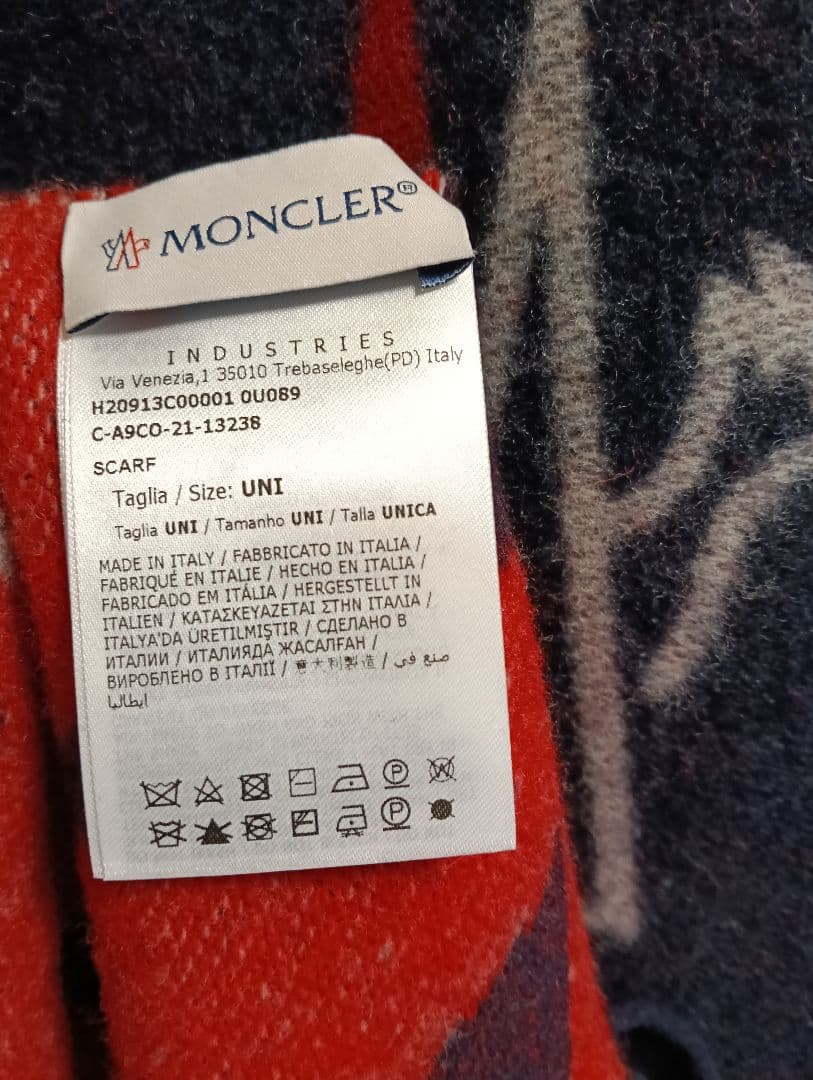 MONCLER®
INDUSTRIES
Via Venezia,1 35010 Trebaseleghe(PD) Italy
H20913C00001 0U089
C-A9CO-21-13238
SCARF
Taglia / Size: UNI
Taglia UNI / Tamanho UNI / Talla UNICA
MADE IN ITALY / FABBRICATO IN ITALIA /
FABRIQUÉ EN ITALIE / HECHO EN ITALIA /
FABRICADO EM ITÁLIA / HERGESTELLT IN
ITALIEN / ΚΑΤΑΣΚΕΥΑΖΕΤΑΙ ΣΤΗΝ ΙΤΑΛΙΑ /
ITALYA'DA ÜRETILMIŞTIR / СДЕЛАНО В
ИТАЛИИ / ИТАЛИЯДА ЖАСАЛҒАН /
ВИРОБЛЕНО В ІТАЛІЇ / 意大利製造 / صنع في
ايطاليا
P W
P